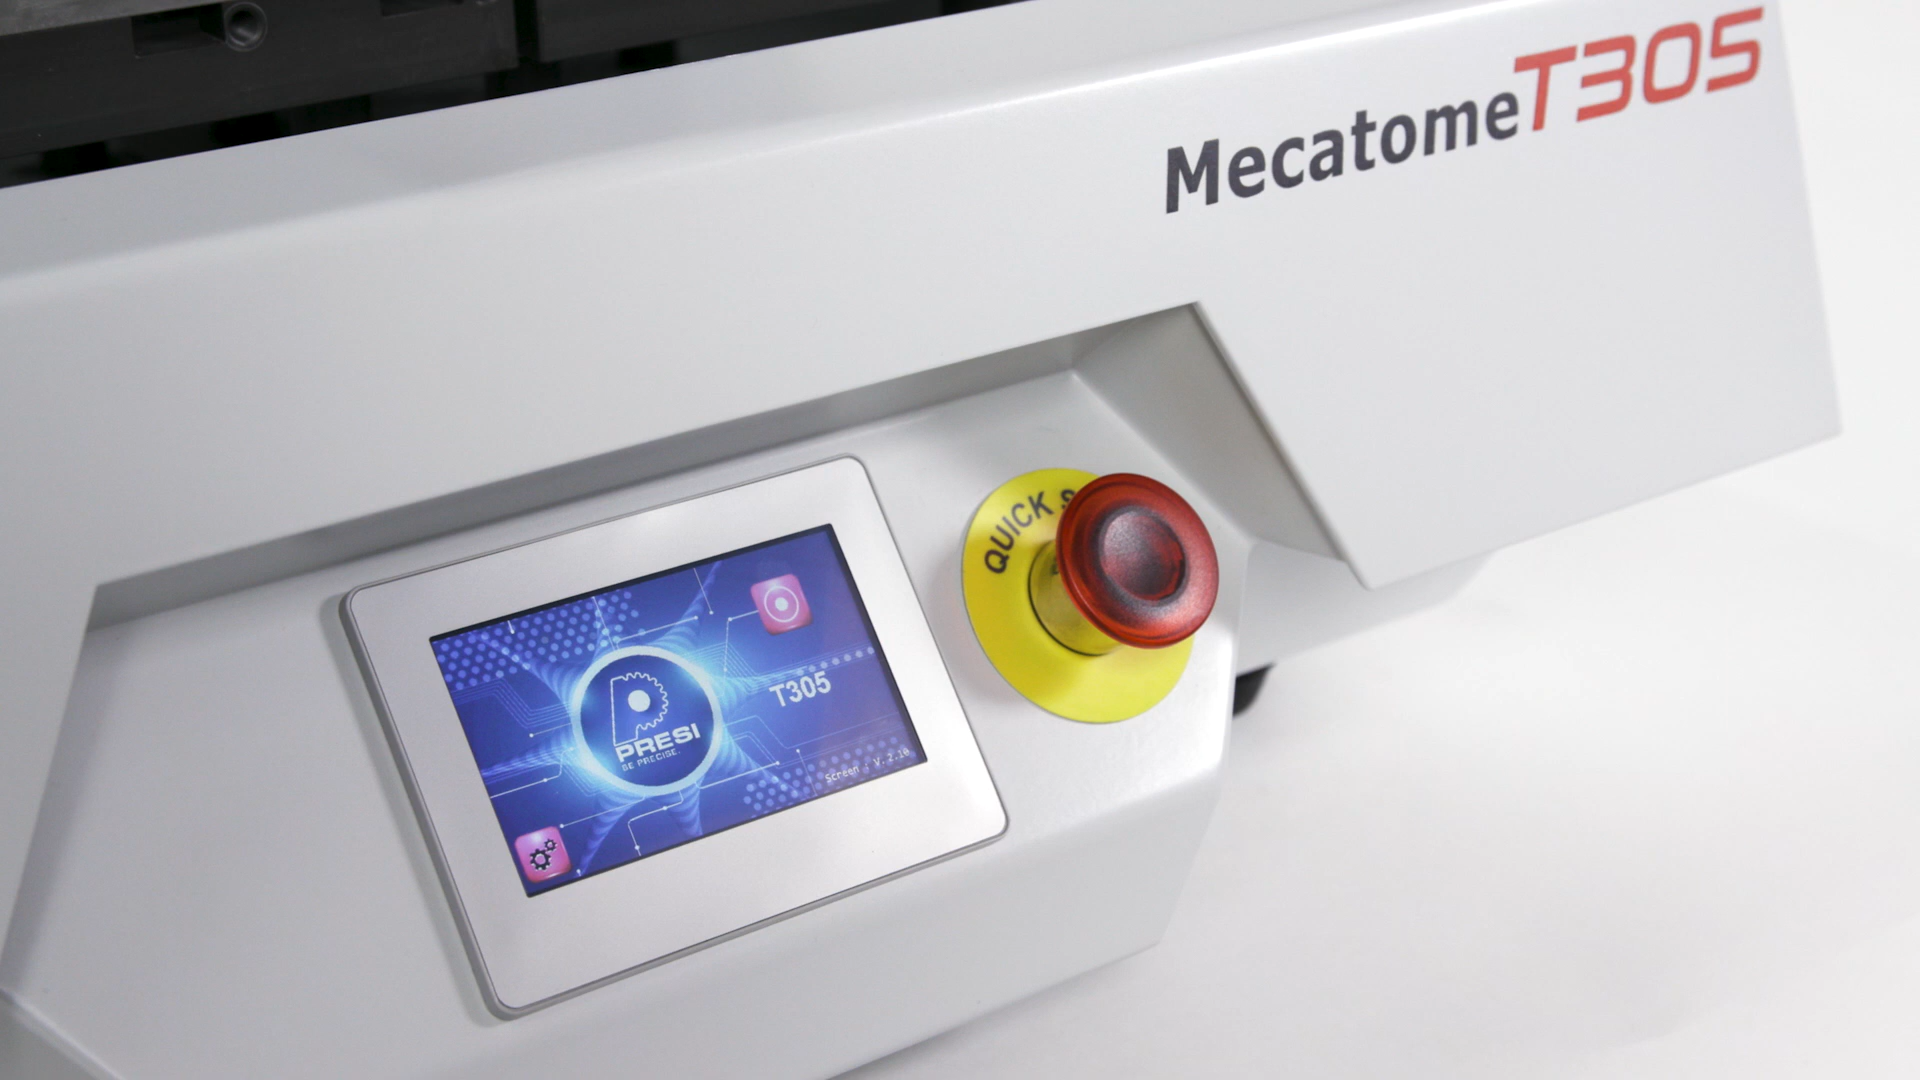 MecatomeT305
QUICK
T305
PRESI
BE PRECISE.
Screen : V. 2.10